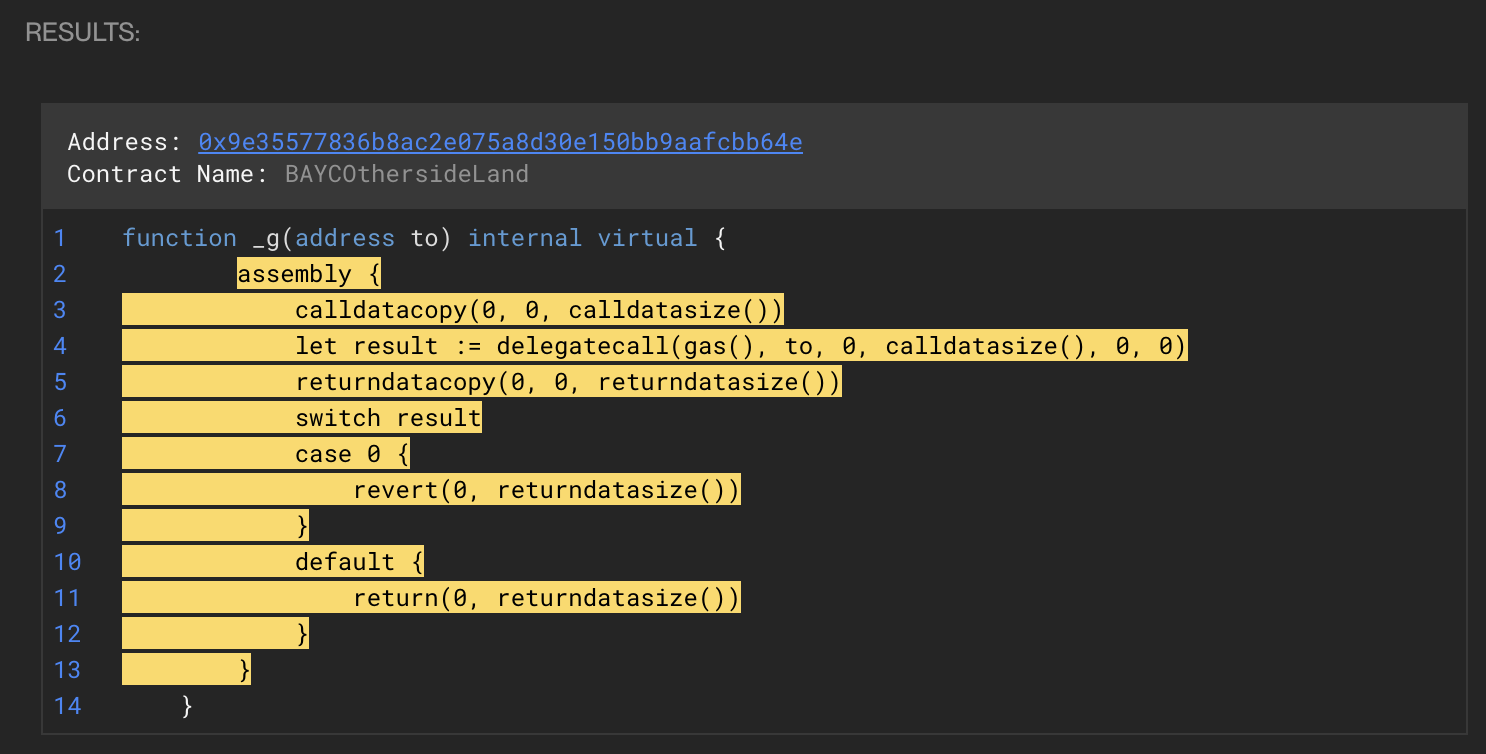 RESULTS:
Address: 0x9e35577836b8ac2e075a8d30e150bb9aafcbb64e
Contract Name: BAYCOthersideLand
1 function _g(address to) internal virtual {
2 assembly {
3 calldatacopy(0, 0, calldatasize())
4 let result := delegatecall(gas(), to, 0, calldatasize(), 0, 0)
5 returndatacopy(0, 0, returndatasize())
6 switch result
7 case 0 {
8 revert(0, returndatasize())
9 }
10 default {
11 return(0, returndatasize())
12 }
13 }
14 }